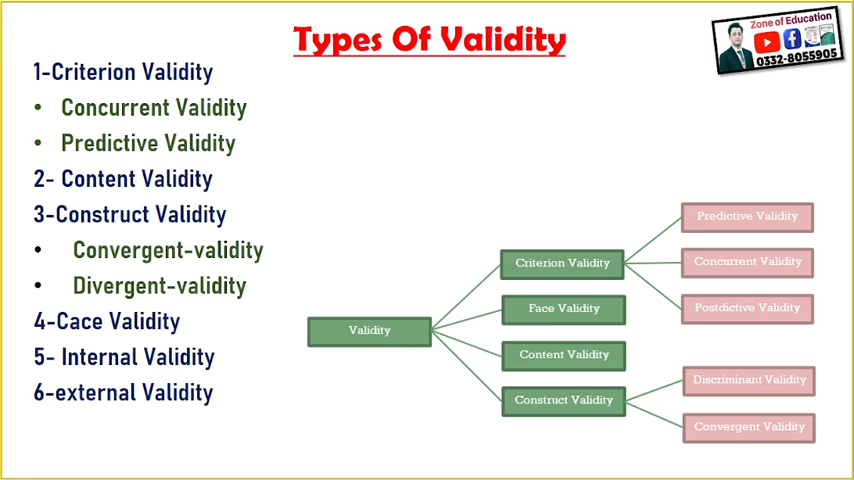 Types Of Validity
Zone of Education
0332-8055905
1-Criterion Validity
• Concurrent Validity
• Predictive Validity
2- Content Validity
3-Construct Validity
• Convergent-validity
• Divergent-validity
4-Cace Validity
5- Internal Validity
6-external Validity
Validity
Criterion Validity
Face Validity
Content Validity
Construct Validity
Predictive Validity
Concurrent Validity
Postdictive Validity
Discriminant Validity
Convergent Validity